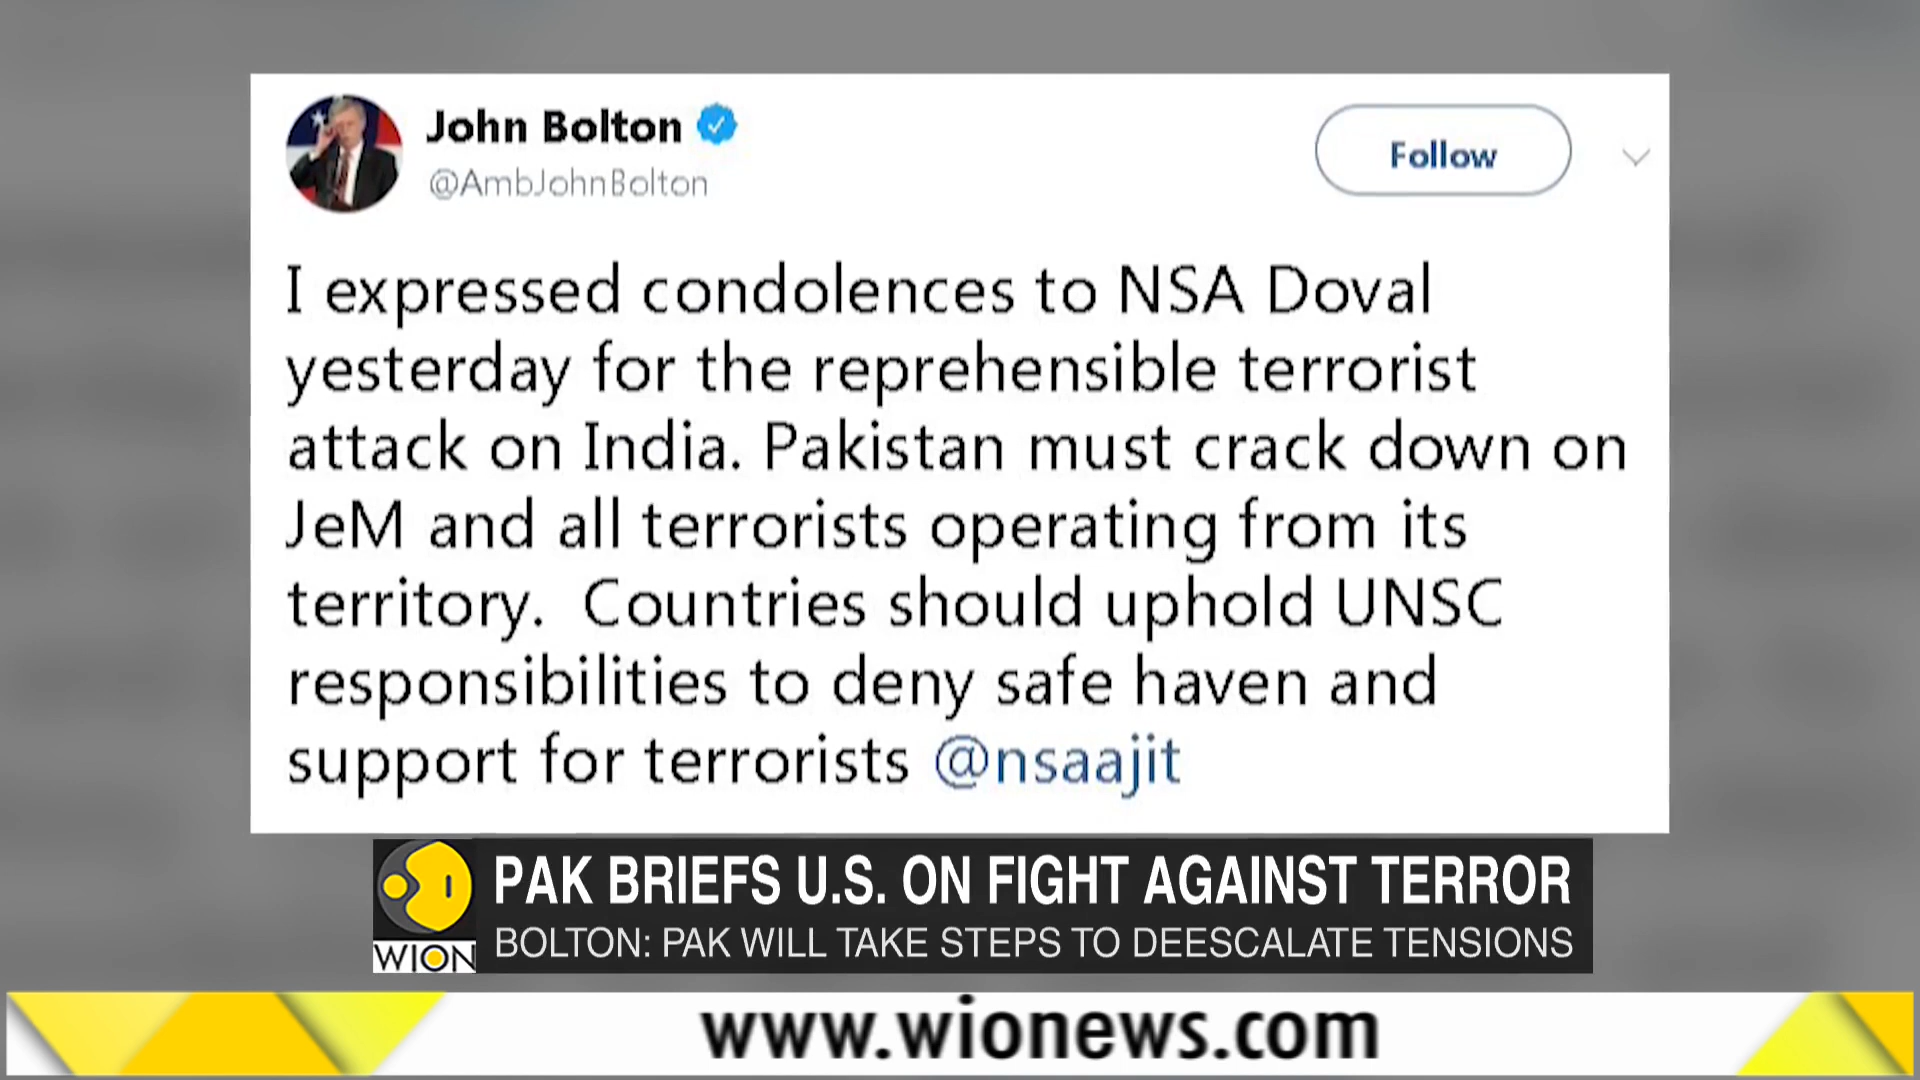 John Bolton
@AmbJohnBolton
Follow
I expressed condolences to NSA Doval
yesterday for the reprehensible terrorist
attack on India. Pakistan must crack down on
JeM and all terrorists operating from its
territory.  Countries should uphold UNSC
responsibilities to deny safe haven and
support for terrorists @nsaajit
PAK BRIEFS U.S. ON FIGHT AGAINST TERROR
BOLTON: PAK WILL TAKE STEPS TO DEESCALATE TENSIONS
WION
www.wionews.com